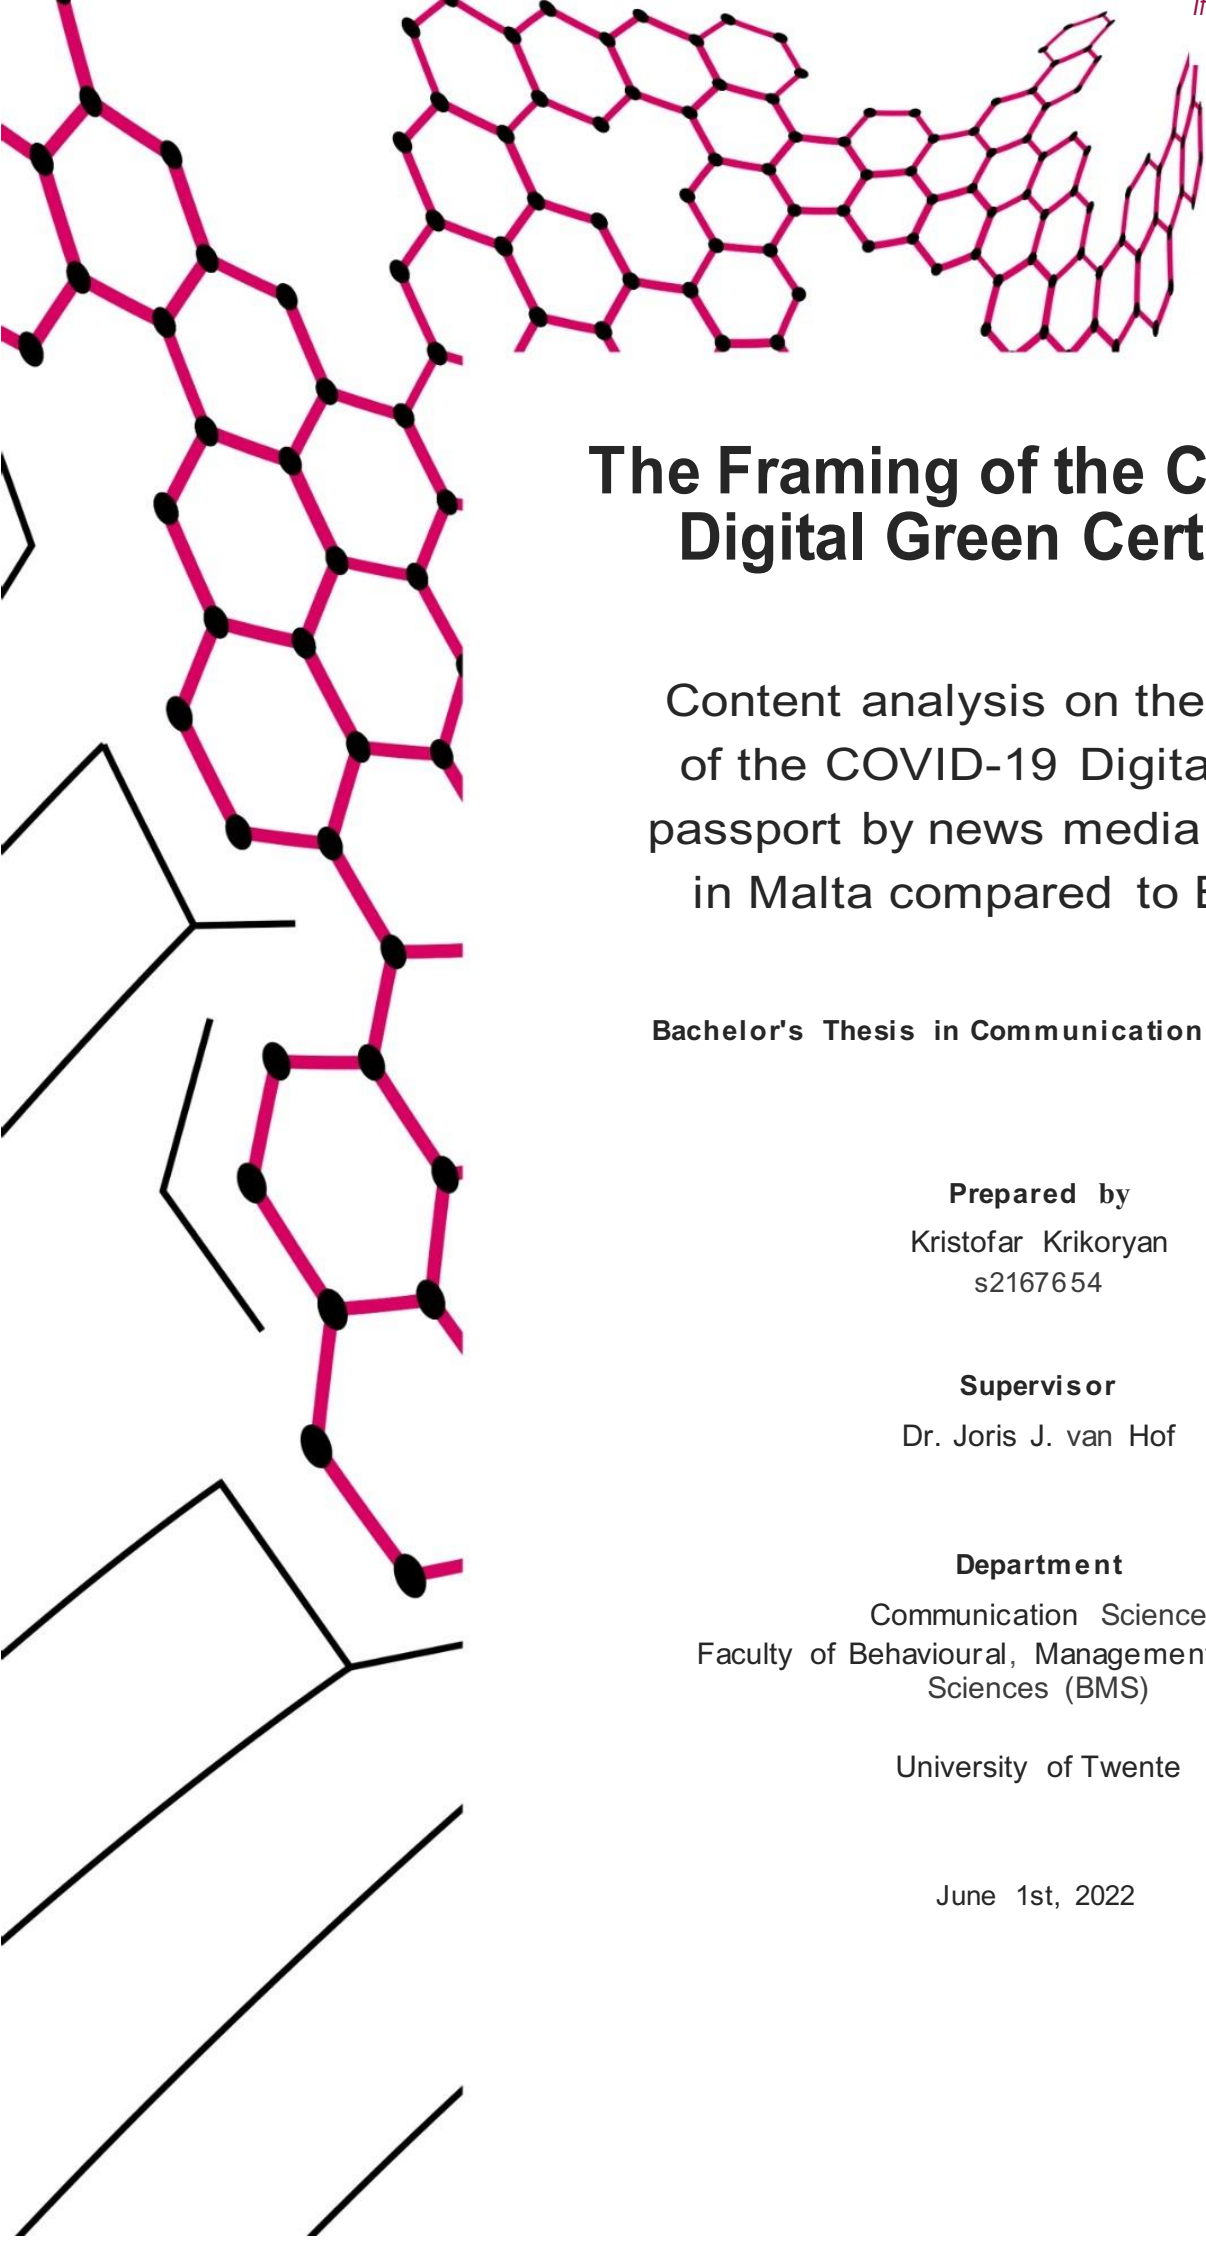 The Framing of the C
Digital Green Cert
Content analysis on the
of the COVID-19 Digita
passport by news media
in Malta compared to
Bachelor's Thesis in Communication
Prepared by
Kristofar Krikoryan
s2167654
Supervisor
Dr. Joris J. van Hof
Department
Communication Science
Faculty of Behavioural, Managemen
Sciences (BMS)
University of Twente
June 1st, 2022